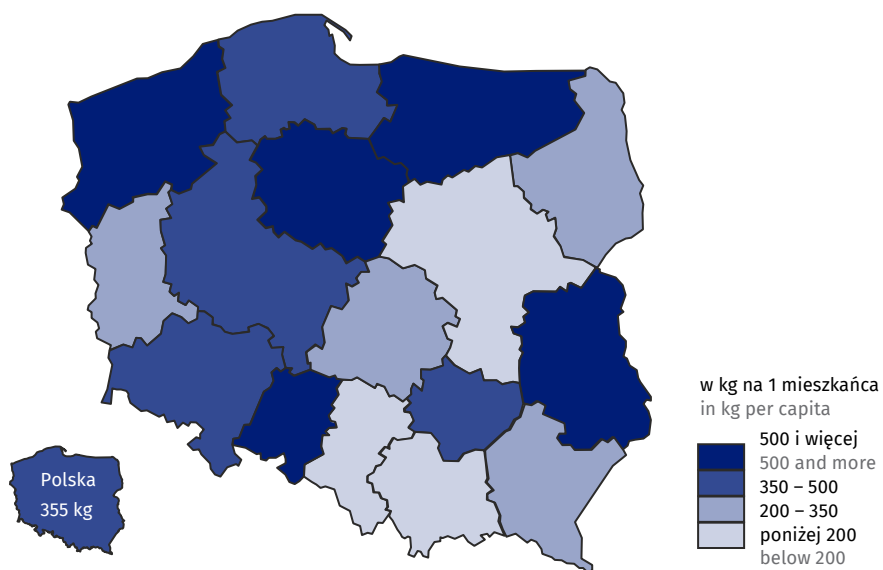 w kg na 1 mieszkańca
in kg per capita
500 i więcej
500 and more
350 – 500
200 – 350
poniżej 200
below 200
Polska
355 kg